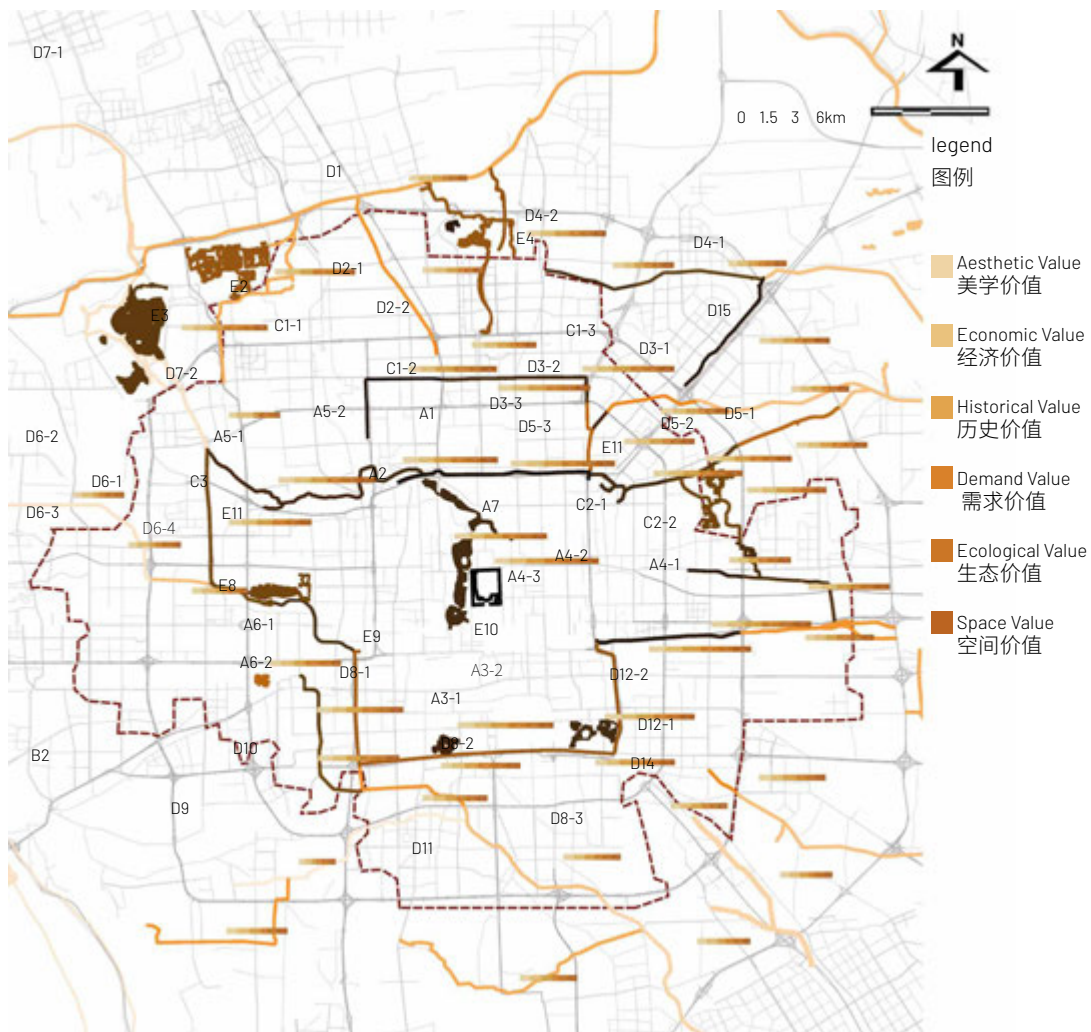 D7-1
N
0 1.5 3 6km
legend
图例
D1
D4-2
E4
D4-1
Aesthetic Value
美学价值
D2-1
E2
E3
D2-2
D15
C1-1
C1-3
Economic Value
经济价值
D3-1
D7-2
C1-2
D3-2
D3-3
Historical Value
历史价值
A5-2
A1
D5-1
D5-3
D5-2
D6-2
A5-1
E11
Demand Value
需求价值
D6-1
C3
A2
D6-3
E11
A7
C2-1
C2-2
D6-4
Ecological Value
生态价值
A4-2
A4-1
A4-3
E8
Space Value
空间价值
A6-1
E10
E9
A6-2
D8-1
A3-2
D12-2
A3-1
D12-1
D8-2
D10
B2
D14
D9
D8-3
D11